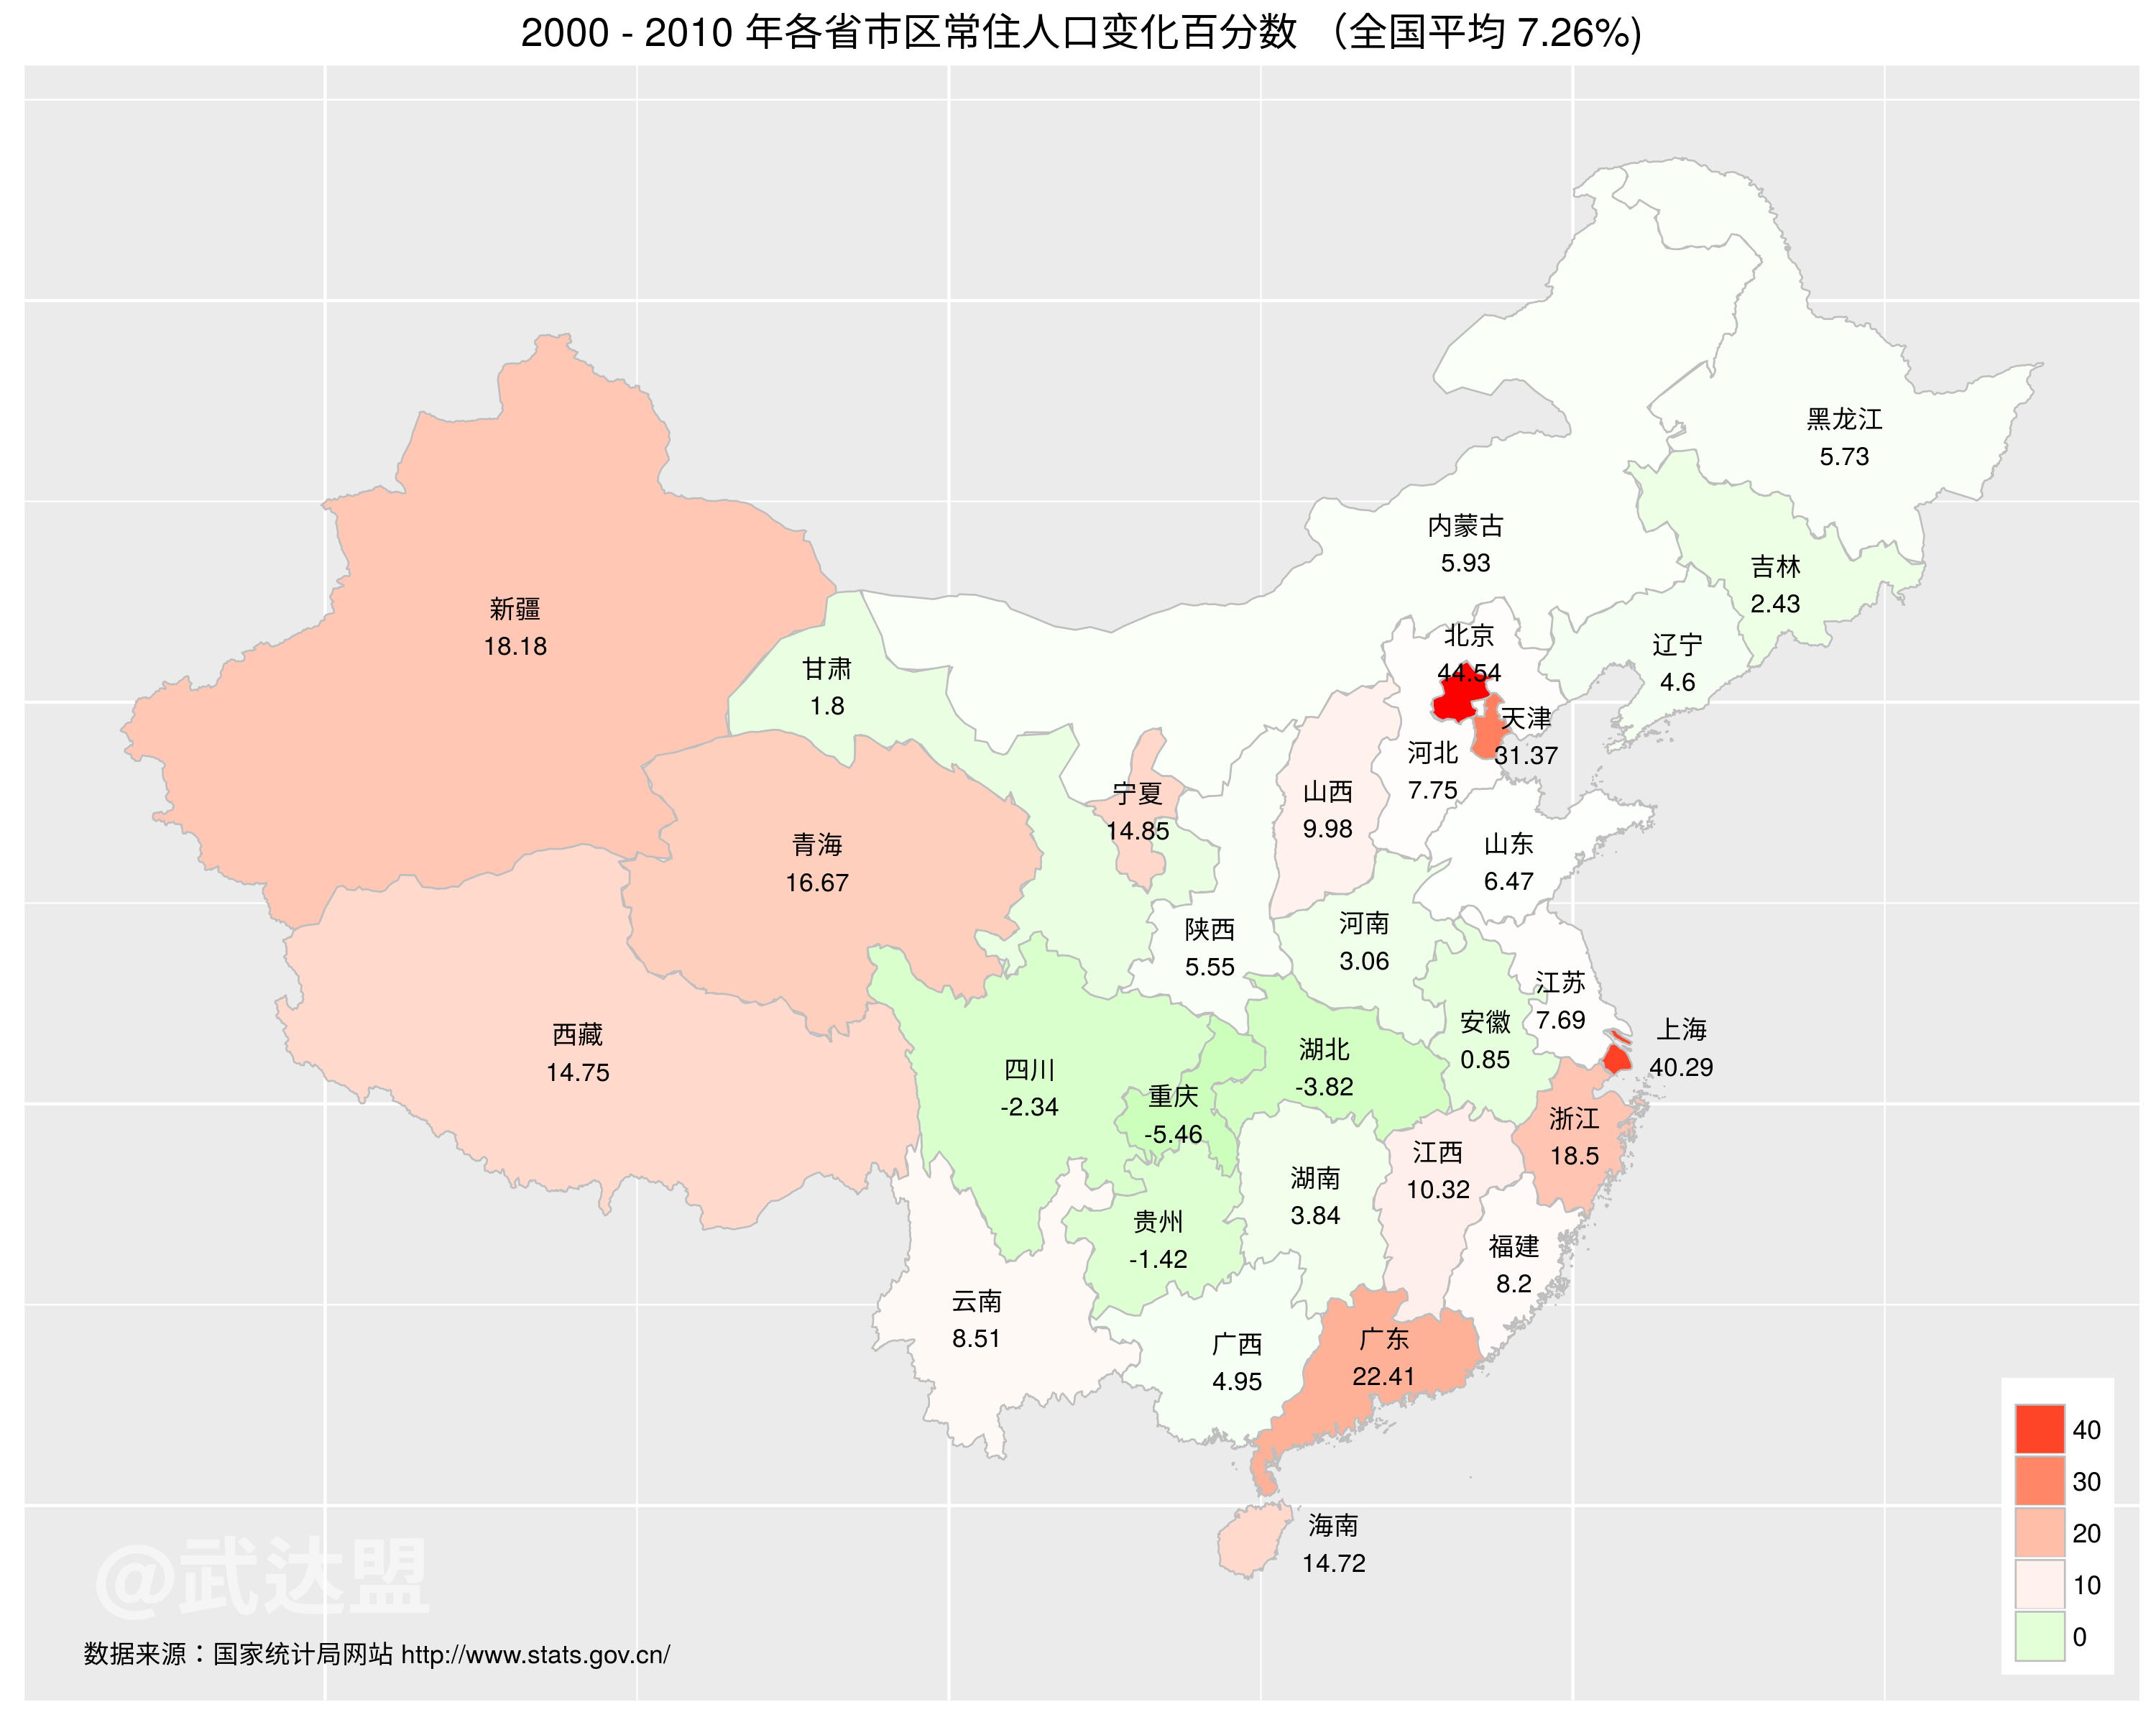 2000 - 2010 年各省市区常住人口变化百分数 （全国平均 7.26%)
黑龙江
5.73
内蒙古
5.93
吉林
2.43
新疆
18.18
北京
44.54
辽宁
4.6
甘肃
1.8
天津
31.37
河北
7.75
宁夏
14.85
山西
9.98
青海
16.67
山东
6.47
陕西
5.55
河南
3.06
江苏
7.69
西藏
14.75
安徽
0.85
上海
40.29
四川
-2.34
湖北
-3.82
重庆
-5.46
浙江
18.5
江西
10.32
湖南
3.84
贵州
-1.42
福建
8.2
云南
8.51
广西
4.95
广东
22.41
海南
14.72
40
30
20
10
0
@武达盟
数据来源：国家统计局网站 http://www.stats.gov.cn/